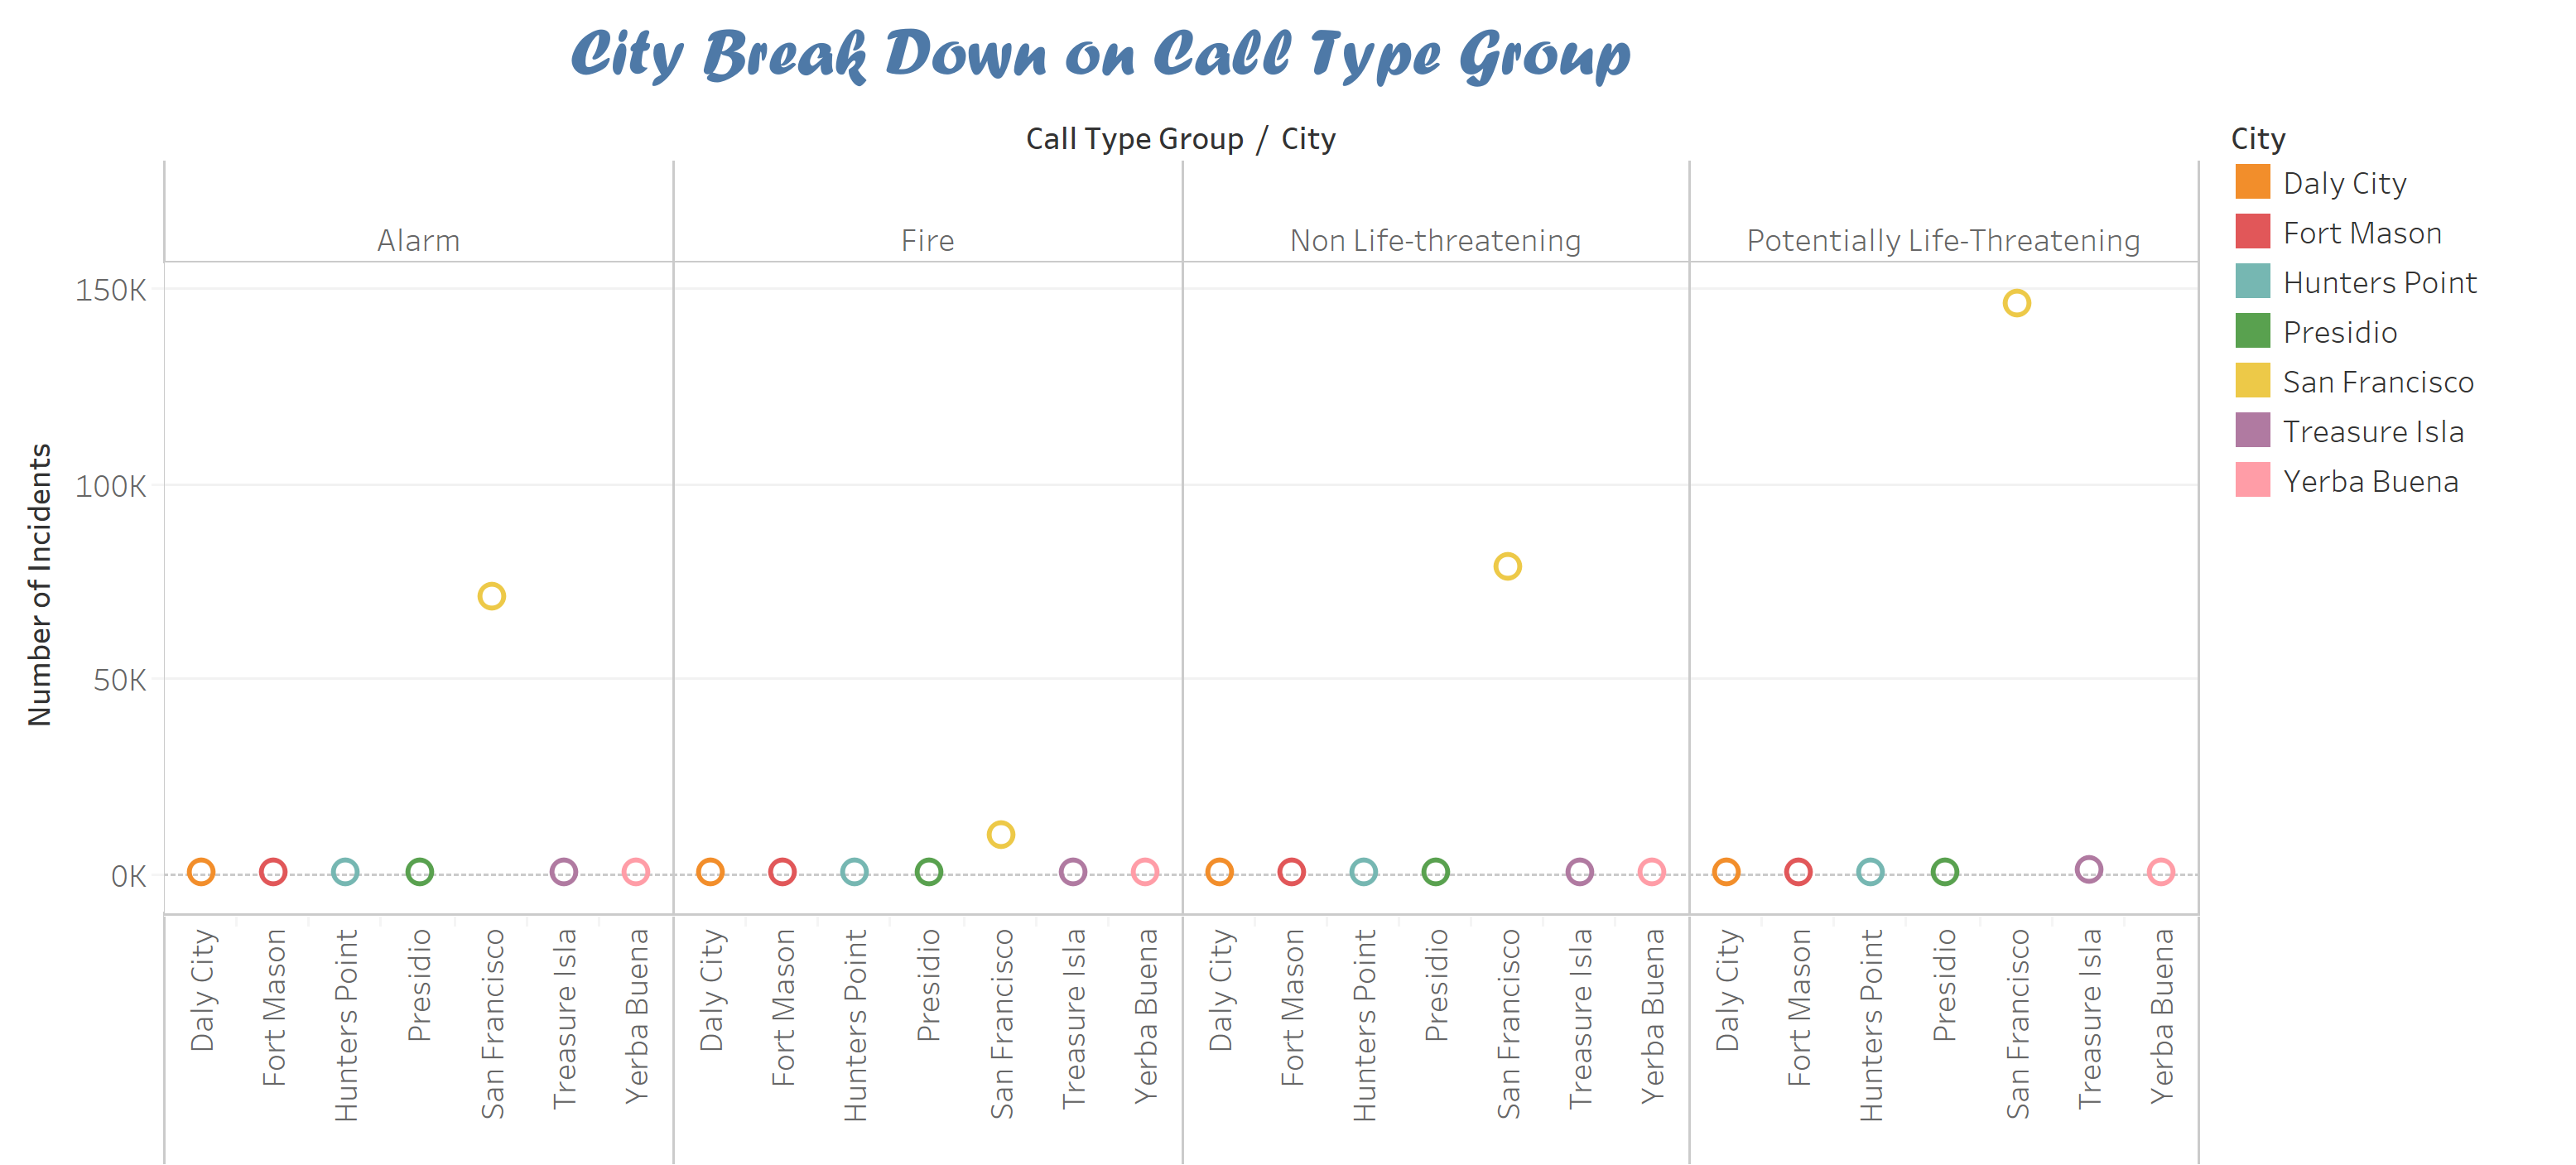 City Break Down on Call Type Group
Call Type Group / City
City
Daly City
Fort Mason
Hunters Point
Presidio
San Francisco
Treasure Isla
Yerba Buena
Alarm
Fire
Non Life-threatening
Potentially Life-Threatening
Number of Incidents
150K
100K
50K
0K
Daly City
Fort Mason
Hunters Point
Presidio
San Francisco
Treasure Isla
Yerba Buena
Daly City
Fort Mason
Hunters Point
Presidio
San Francisco
Treasure Isla
Yerba Buena
Daly City
Fort Mason
Hunters Point
Presidio
San Francisco
Treasure Isla
Yerba Buena
Daly City
Fort Mason
Hunters Point
Presidio
San Francisco
Treasure Isla
Yerba Buena